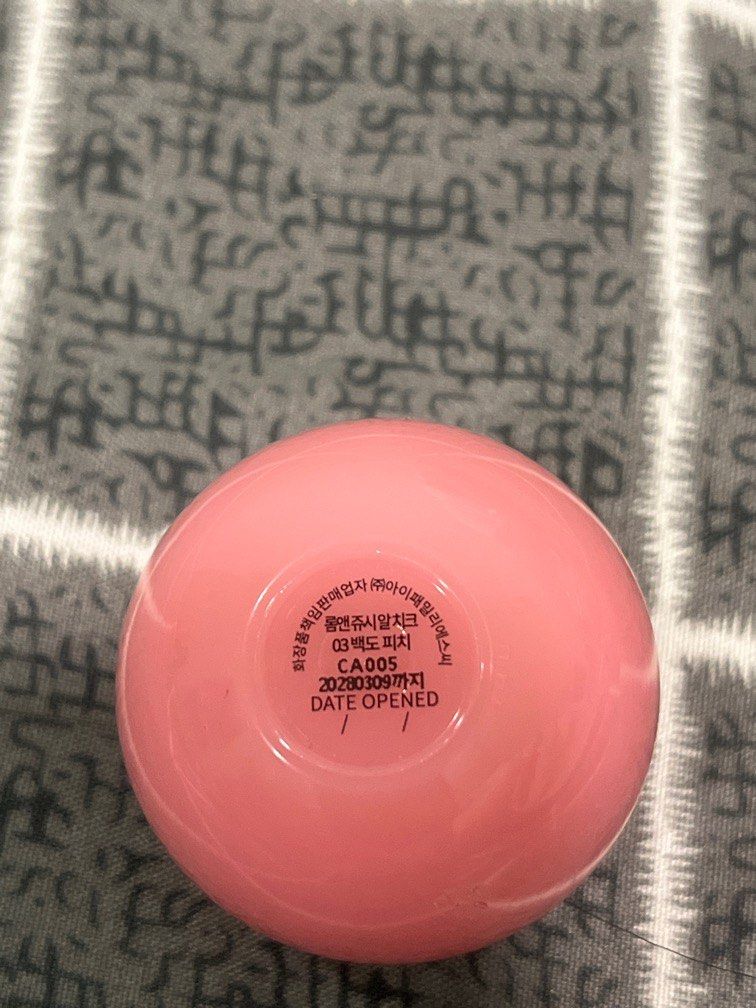 화장품책임판매업자 ㈜아이패밀리에스씨
롬앤쥬시알치크
03 백도 피치
CA005
20280309까지
DATE OPENED
/ /